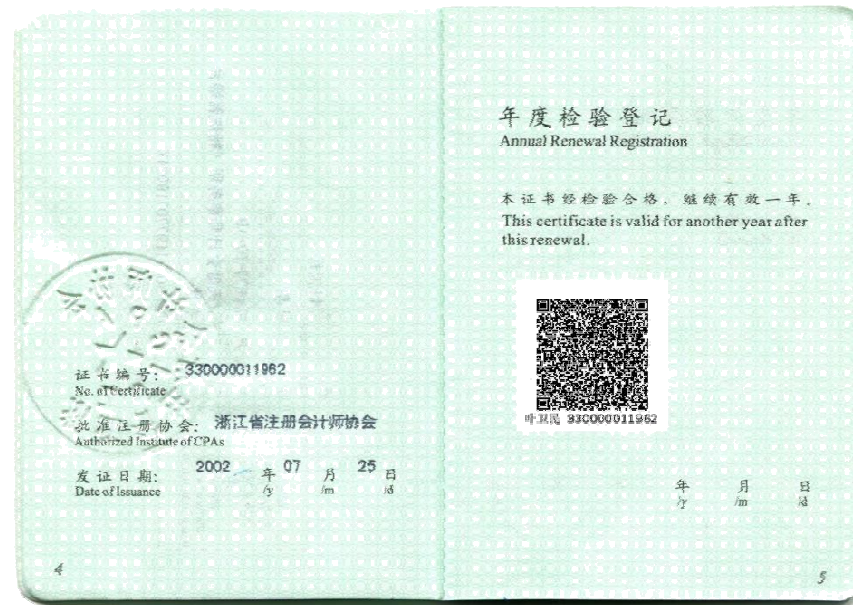 证书编号： 330000011962
No. of Certificate
批准注册协会： 浙江省注册会计师协会
Authorized Institute of CPAs
发证日期： 2002 年 07 月 25 日
Date of Issuance /y /m /d
4
年度检验登记
Annual Renewal Registration
本证书经检验合格，继续有效一年。
This certificate is valid for another year after
this renewal.
叶卫民 330000011962
年 月 日
/y /m /d
5